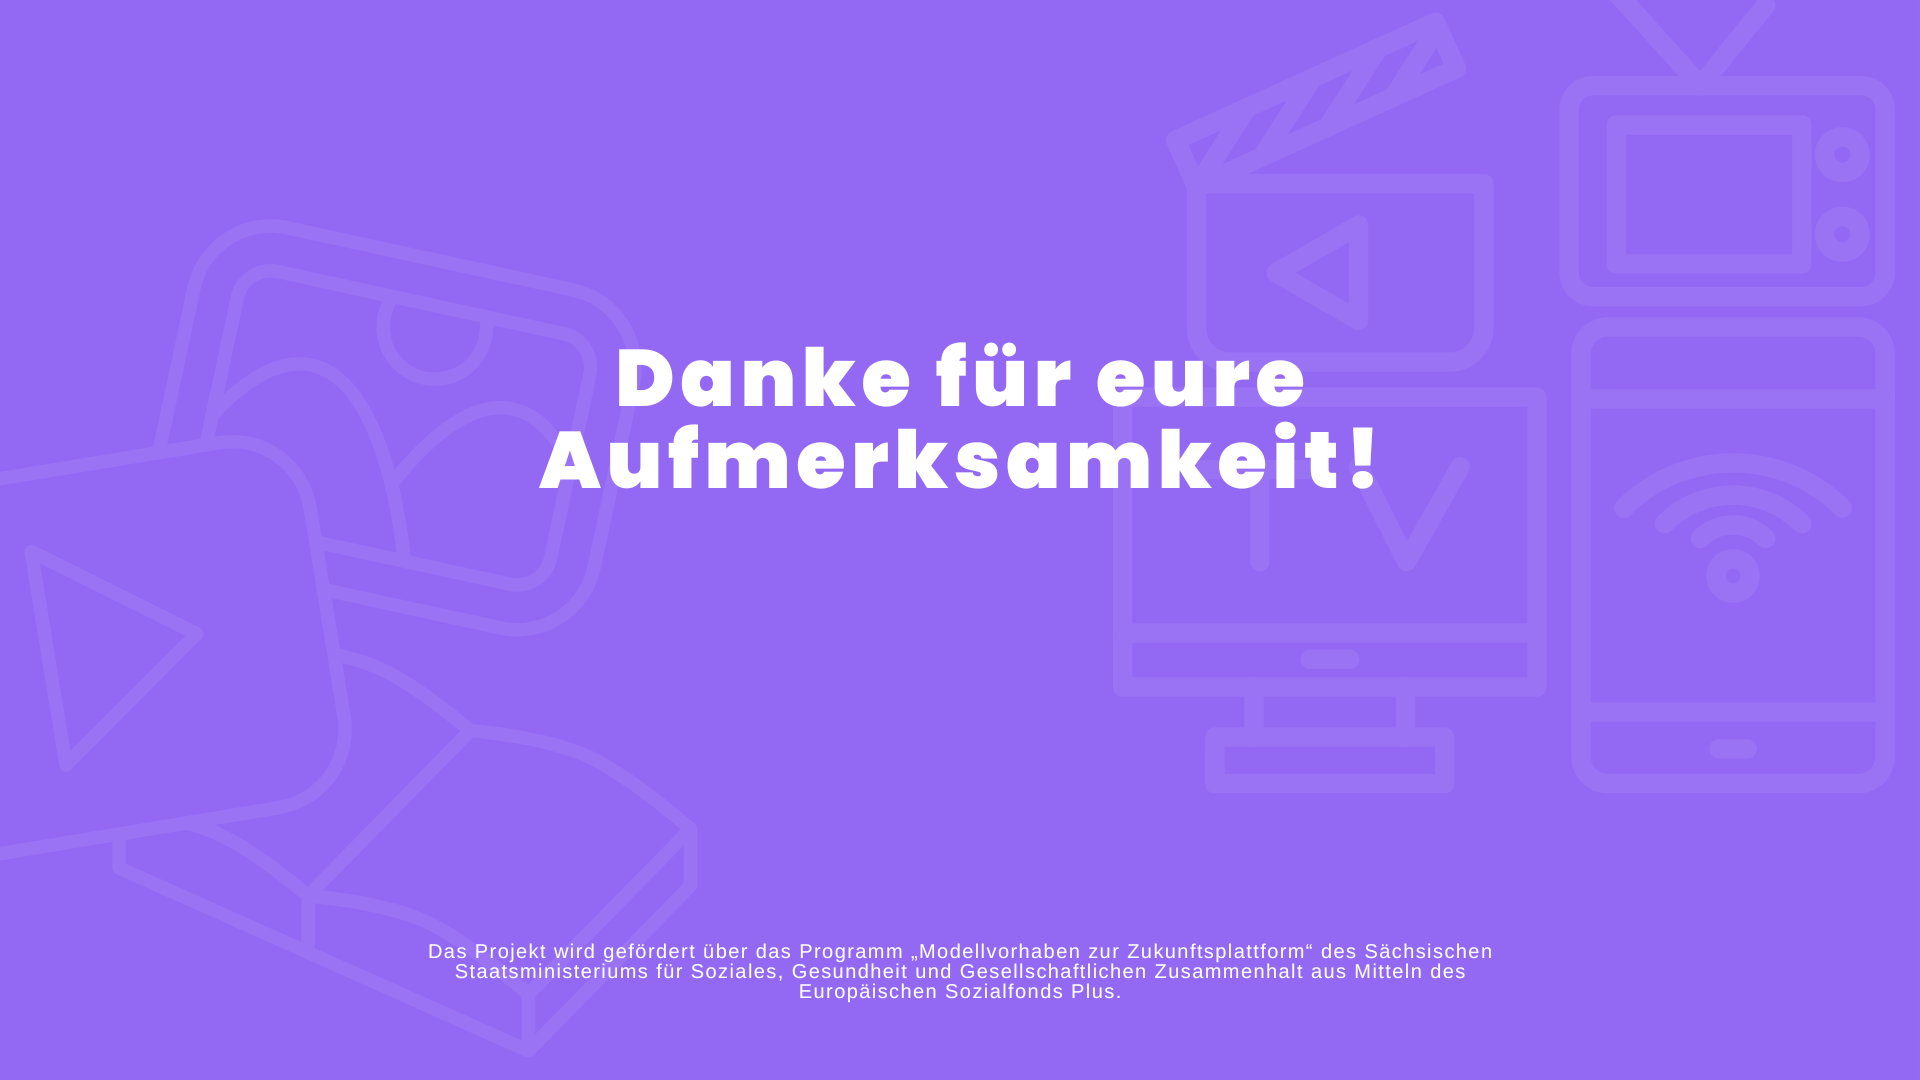 Danke für eure
Aufmerksamkeit!
TV
Das Projekt wird gefördert über das Programm „Modellvorhaben zur Zukunftsplattform“ des Sächsischen
Staatsministeriums für Soziales, Gesundheit und Gesellschaftlichen Zusammenhalt aus Mitteln des
Europäischen Sozialfonds Plus.